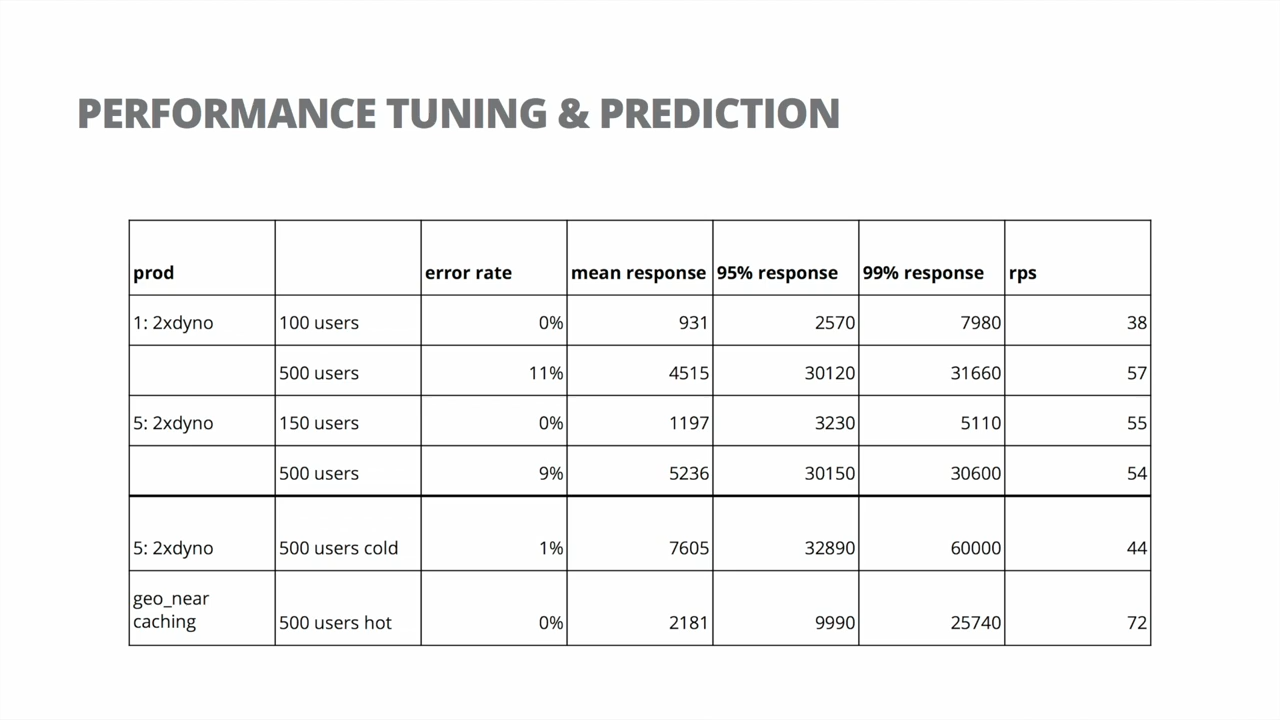 PERFORMANCE TUNING & PREDICTION
prod error rate mean response 95% response 99% response rps
1: 2xdyno 100 users 0% 931 2570 7980 38
500 users 11% 4515 30120 31660 57
5: 2xdyno 150 users 0% 1197 3230 5110 55
500 users 9% 5236 30150 30600 54
5: 2xdyno 500 users cold 1% 7605 32890 60000 44
geo_near
caching 500 users hot 0% 2181 9990 25740 72